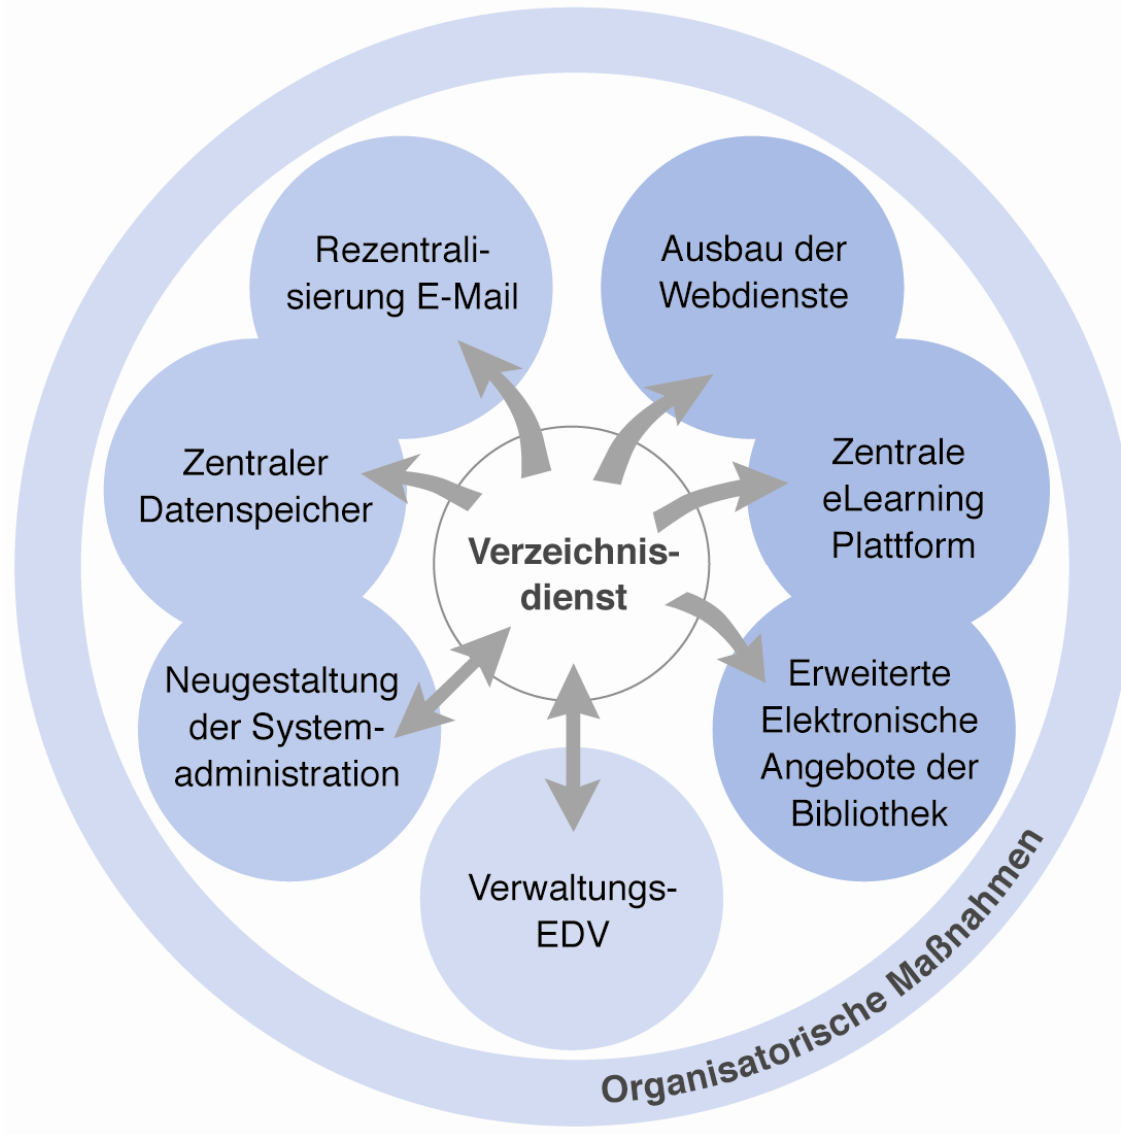 Rezentrali-
sierung E-Mail
Ausbau der
Webdienste
Zentraler
Datenspeicher
Zentrale
eLearning
Plattform
Verzeichnis-
dienst
Neugestaltung
der System-
administration
Erweiterte
Elektronische
Angebote der
Bibliothek
Verwaltungs-
EDV
Organisatorische Maßnahmen